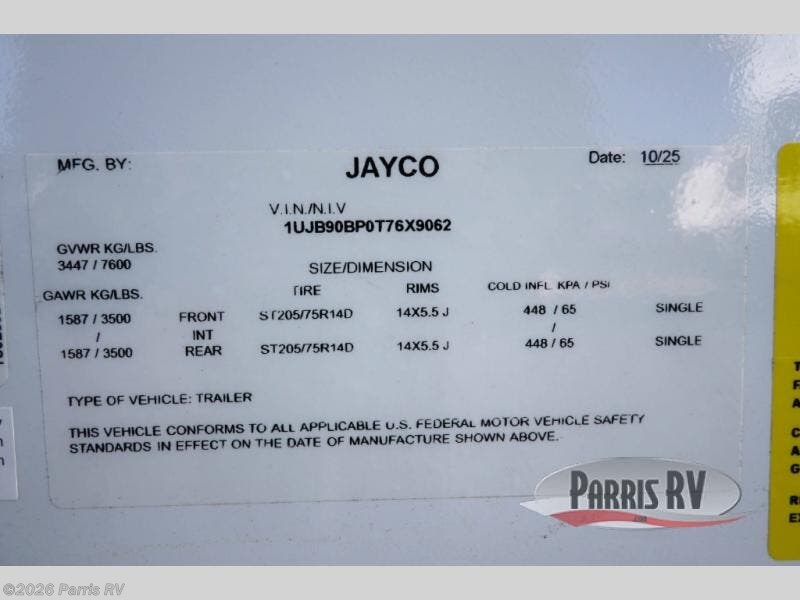 MFG. BY: JAYCO Date: 10/25
V.I.N./N.I.V
1UJB90BP0T76X9062
GVWR KG/LBS.
3447 / 7600
SIZE/DIMENSION
GAWR KG/LBS. TIRE RIMS COLD INFL. KPA / PSI
1587 / 3500 FRONT ST205/75R14D 14X5.5 J 448 / 65 SINGLE
/ INT /
1587 / 3500 REAR ST205/75R14D 14X5.5 J 448 / 65 SINGLE
TYPE OF VEHICLE: TRAILER
THIS VEHICLE CONFORMS TO ALL APPLICABLE U.S. FEDERAL MOTOR VEHICLE SAFETY
STANDARDS IN EFFECT ON THE DATE OF MANUFACTURE SHOWN ABOVE.
PARRIS RV
©2026 Parris RV